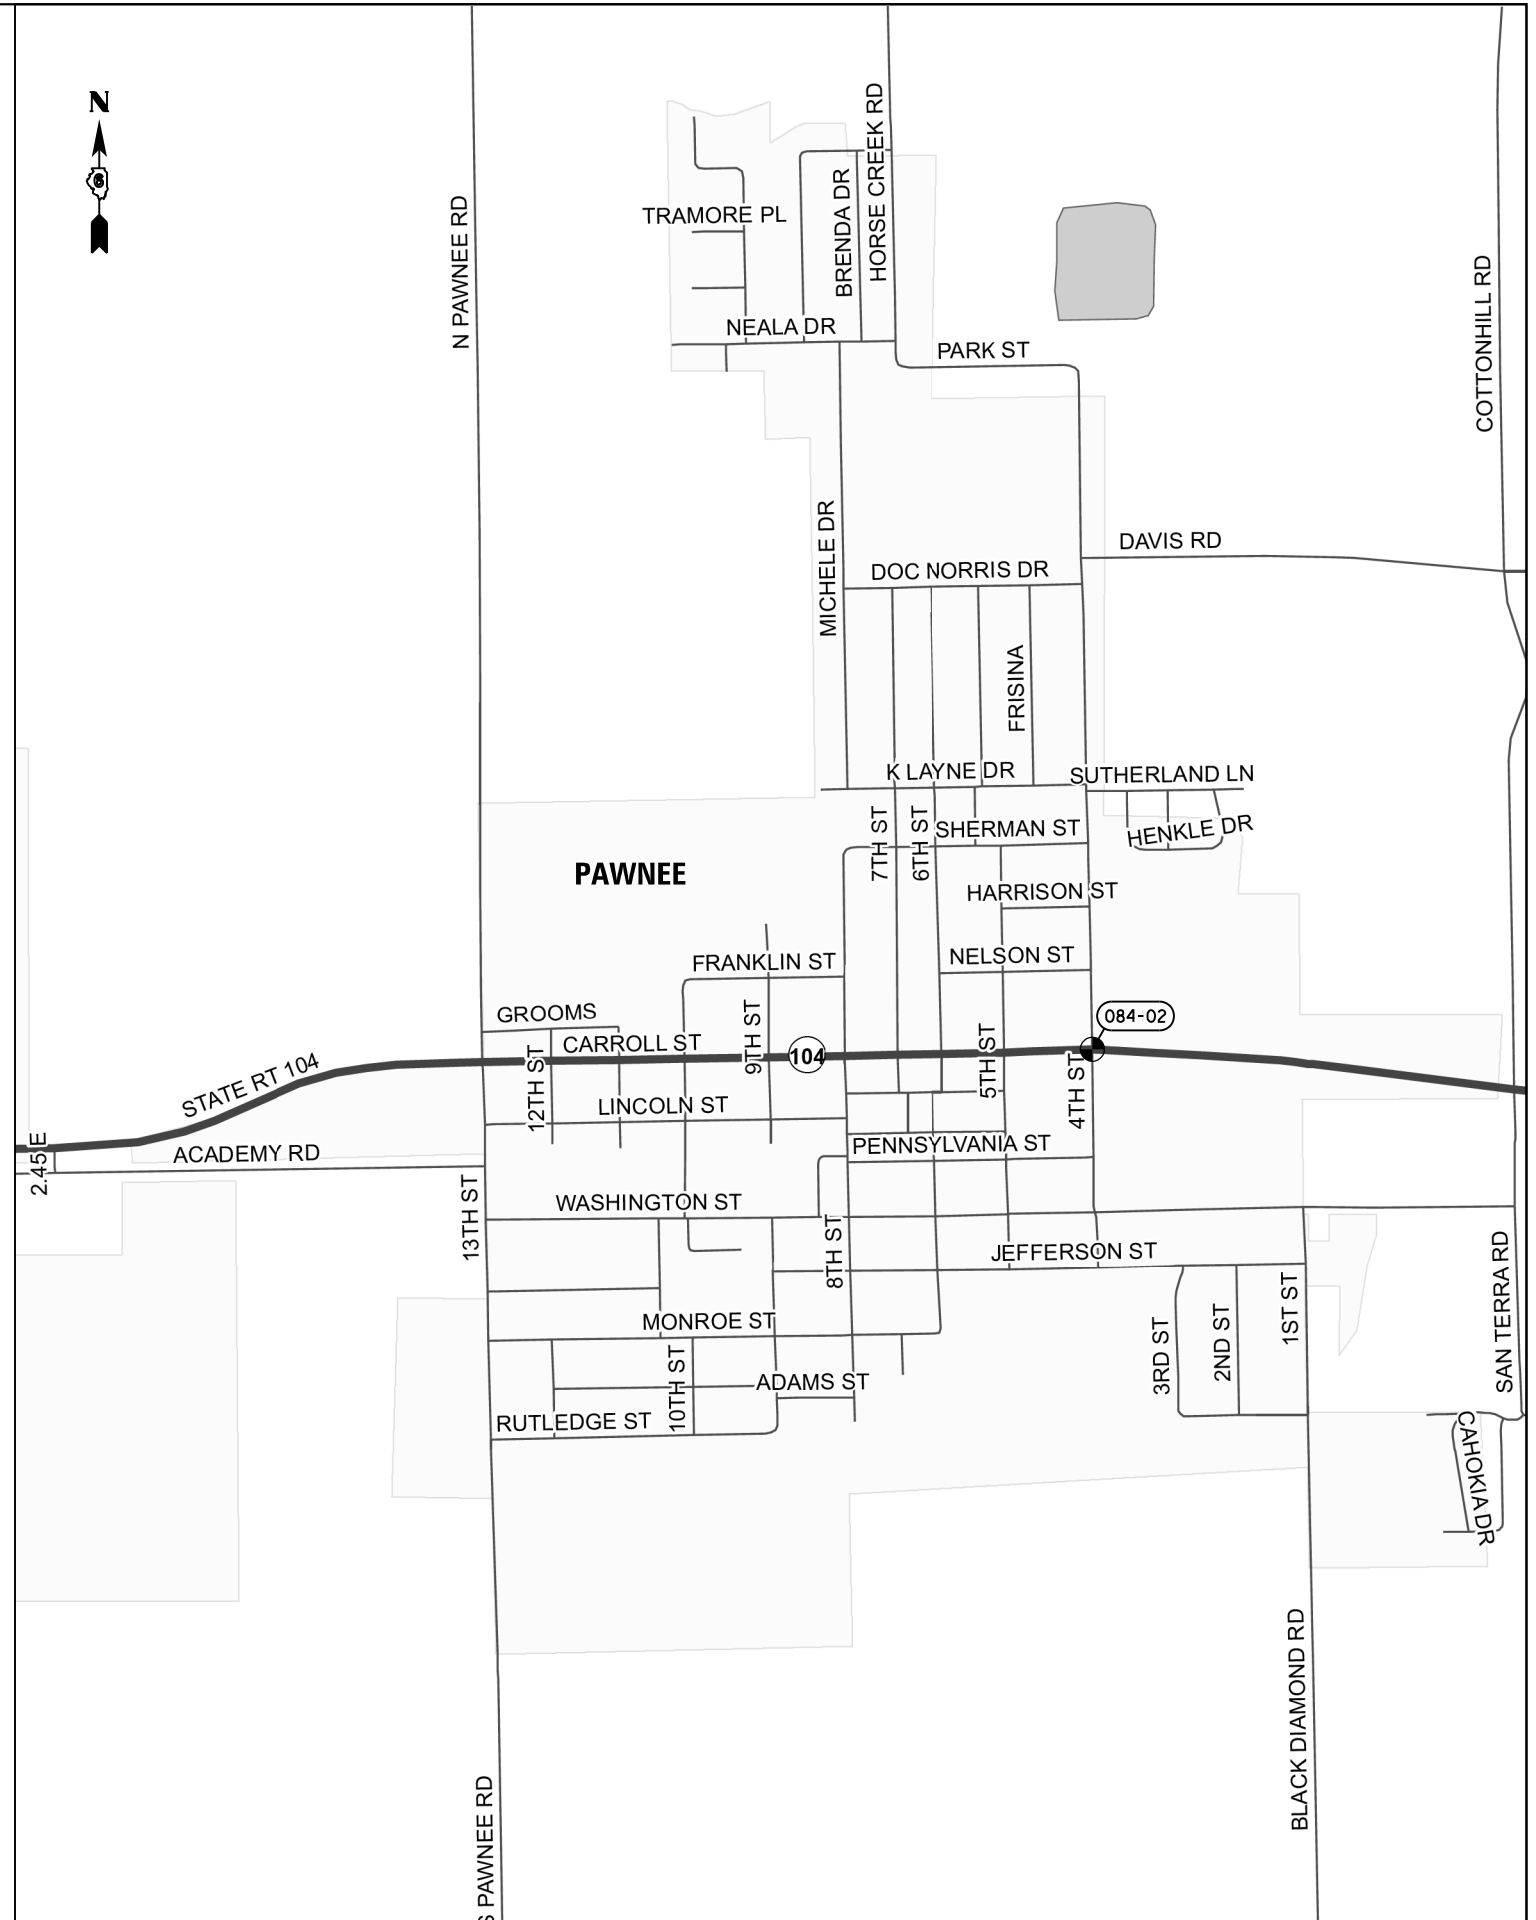 N
6
N PAWNEE RD
HORSE CREEK RD
BRENDA DR
TRAMORE PL
NEALA DR
PARK ST
COTTONHILL RD
MICHELE DR
DAVIS RD
DOC NORRIS DR
FRISINA
K LAYNE DR
SUTHERLAND LN
7TH ST
6TH ST
SHERMAN ST
HENKLE DR
PAWNEE
HARRISON ST
FRANKLIN ST
NELSON ST
GROOMS
CARROLL ST
9TH ST
104
5TH ST
084-02
4TH ST
STATE RT 104
12TH ST
LINCOLN ST
2.45 E
ACADEMY RD
PENNSYLVANIA ST
13TH ST
WASHINGTON ST
8TH ST
JEFFERSON ST
SAN TERRA RD
MONROE ST
3RD ST
2ND ST
1ST ST
10TH ST
ADAMS ST
RUTLEDGE ST
CAHOKIA DR
BLACK DIAMOND RD
S PAWNEE RD